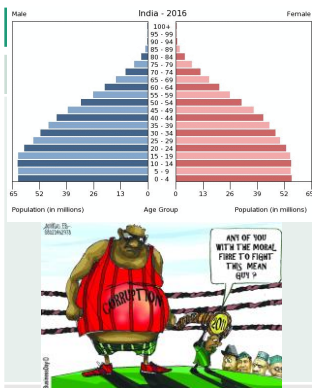 Male India - 2016 Female
100+
95 - 99
90 - 94
85 - 89
80 - 84
75 - 79
70 - 74
65 - 69
60 - 64
55 - 59
50 - 54
45 - 49
40 - 44
35 - 39
30 - 34
25 - 29
20 - 24
15 - 19
10 - 14
5 - 9
0 - 4
65 52 39 26 13 0 0 13 26 39 52 65
Population (in millions) Age Group Population (in millions)
ANY OF YOU
WITH THE MORAL
FIBRE TO FIGHT
THIS MEAN
GUY?
CORRUPTION
2011
BusinessDay ©